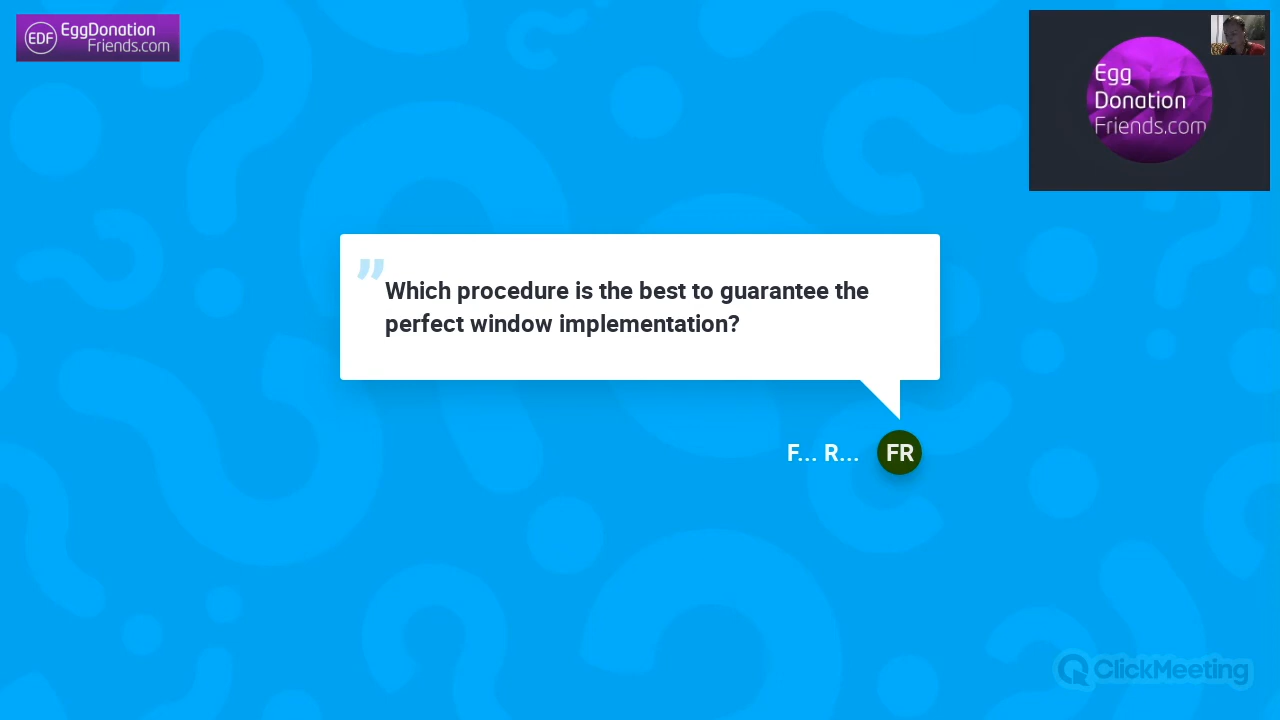 EDF EggDonation
Friends.com
Egg
Donation
Friends.com
”
Which procedure is the best to guarantee the
perfect window implementation?
F... R... FR
ClickMeeting